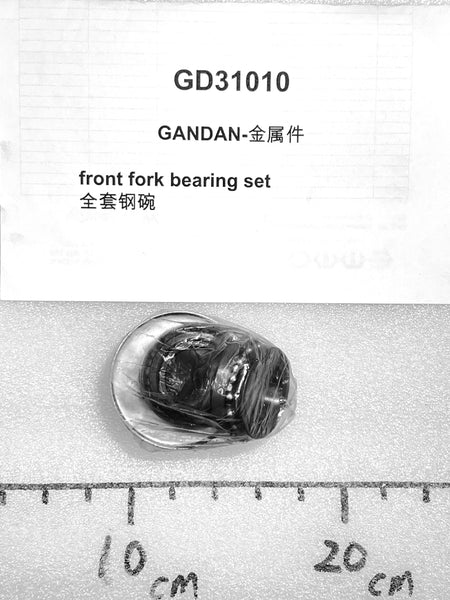 GD31010
GANDAN-金属件
front fork bearing set
全套钢碗
10 cm
20 cm